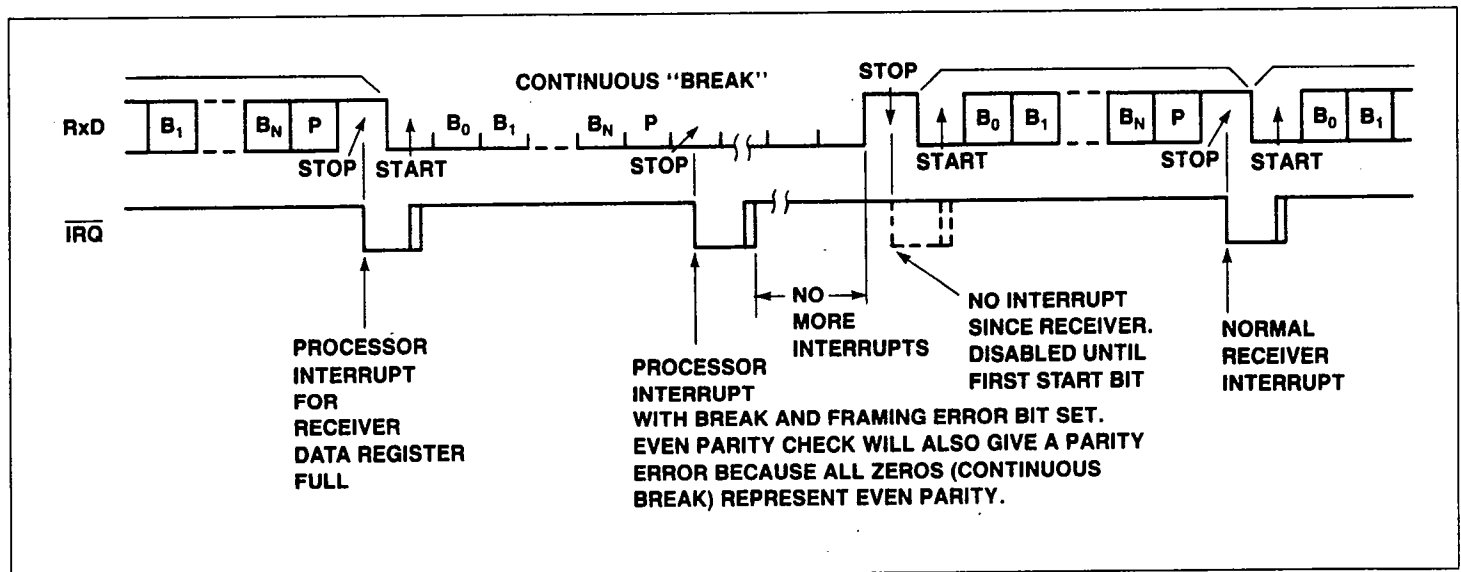 CONTINUOUS "BREAK"
STOP
RxD
B1
BN
P
B0
B1
BN
P
B0
B1
BN
P
B0
B1
STOP
START
STOP
START
STOP
START
IRQ
NO
MORE
INTERRUPTS
NO INTERRUPT
SINCE RECEIVER.
DISABLED UNTIL
FIRST START BIT
NORMAL
RECEIVER
INTERRUPT
PROCESSOR
INTERRUPT
FOR
RECEIVER
DATA REGISTER
FULL
PROCESSOR
INTERRUPT
WITH BREAK AND FRAMING ERROR BIT SET.
EVEN PARITY CHECK WILL ALSO GIVE A PARITY
ERROR BECAUSE ALL ZEROS (CONTINUOUS
BREAK) REPRESENT EVEN PARITY.